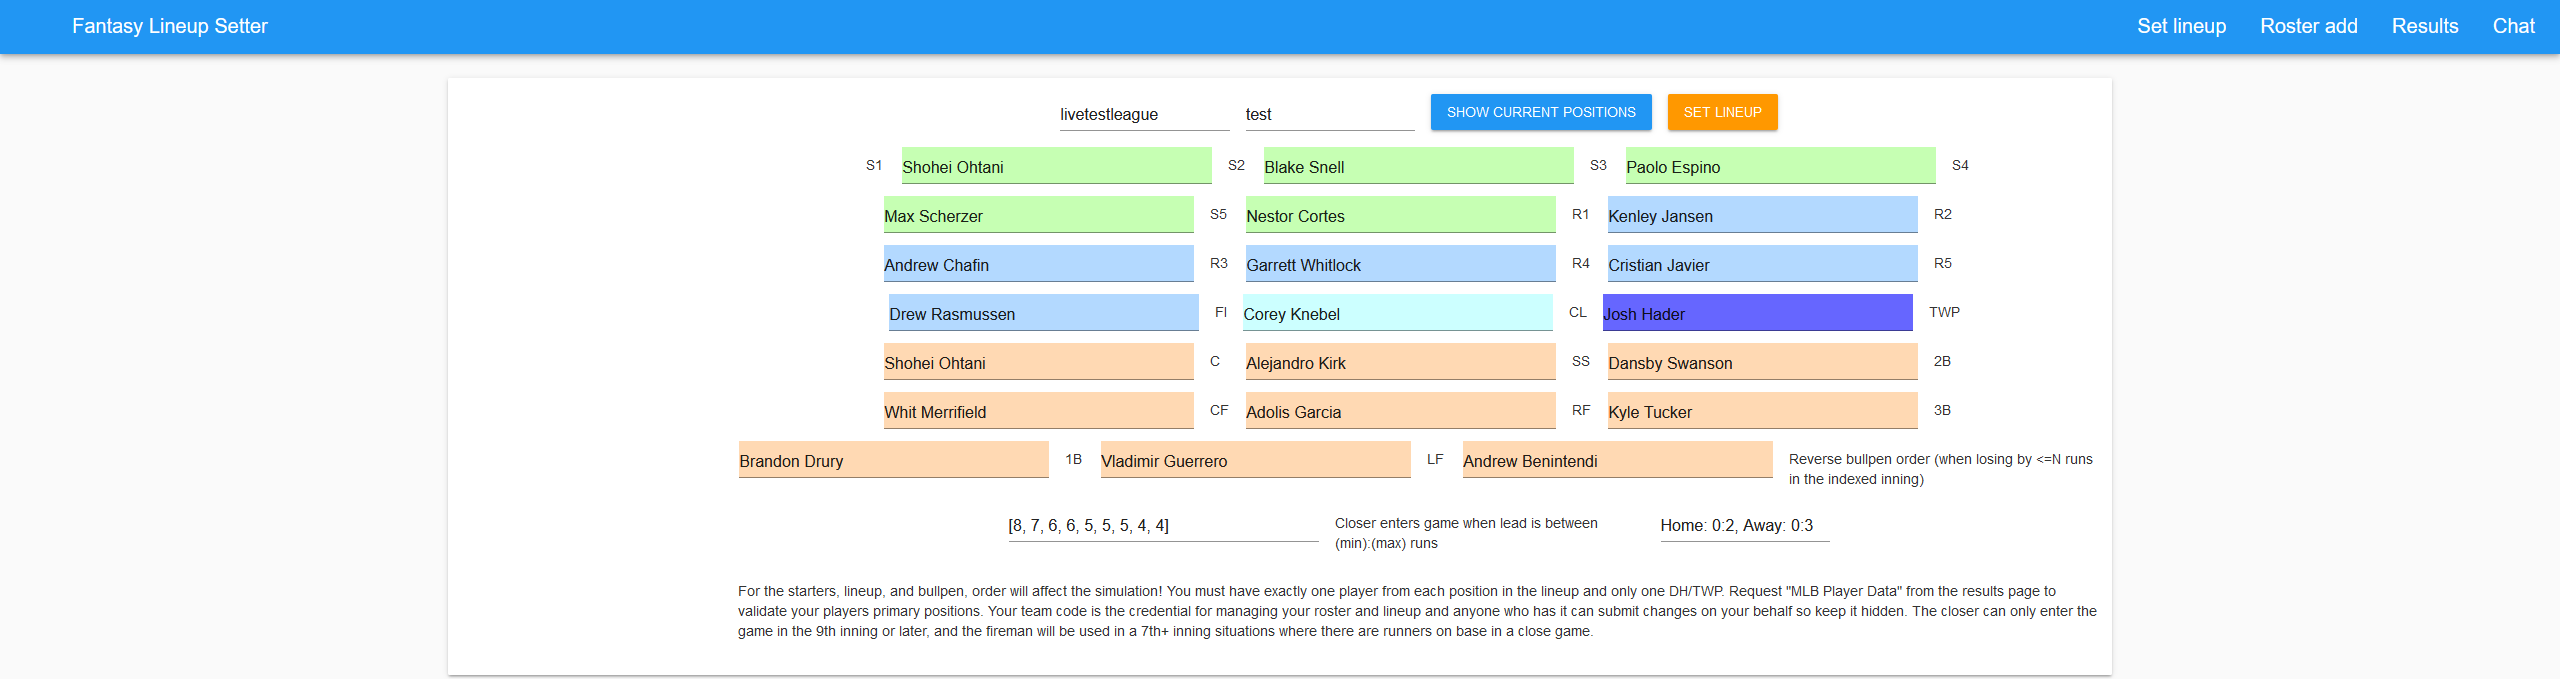 Fantasy Lineup Setter Set lineup Roster add Results Chat
livetestleague test SHOW CURRENT POSITIONS SET LINEUP
S1 Shohei Ohtani S2 Blake Snell S3 Paolo Espino S4
Max Scherzer S5 Nestor Cortes R1 Kenley Jansen R2
Andrew Chafin R3 Garrett Whitlock R4 Cristian Javier R5
Drew Rasmussen FI Corey Knebel CL Josh Hader TWP
Shohei Ohtani C Alejandro Kirk SS Dansby Swanson 2B
Whit Merrifield CF Adolis Garcia RF Kyle Tucker 3B
Brandon Drury 1B Vladimir Guerrero LF Andrew Benintendi Reverse bullpen order (when losing by <=N runs
in the indexed inning)
[8, 7, 6, 6, 5, 5, 5, 4, 4] Closer enters game when lead is between Home: 0:2, Away: 0:3
(min):(max) runs
For the starters, lineup, and bullpen, order will affect the simulation! You must have exactly one player from each position in the lineup and only one DH/TWP. Request "MLB Player Data" from the results page to
validate your players primary positions. Your team code is the credential for managing your roster and lineup and anyone who has it can submit changes on your behalf so keep it hidden. The closer can only enter the
game in the 9th inning or later, and the fireman will be used in a 7th+ inning situations where there are runners on base in a close game.